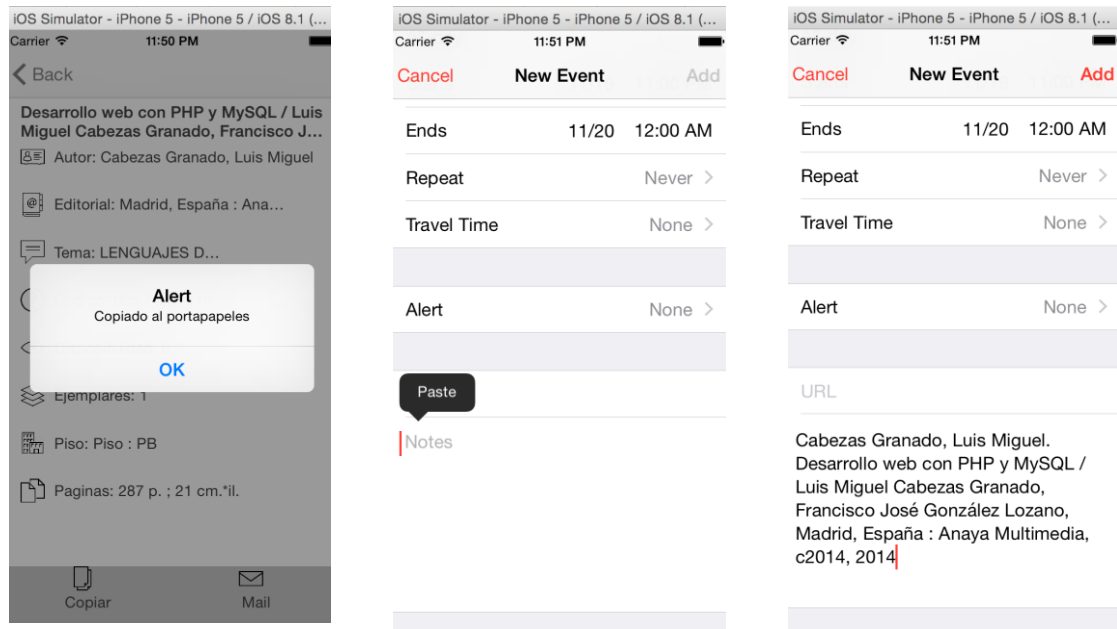 iOS Simulator - iPhone 5 - iPhone 5 / iOS 8.1 (...
Carrier 11:50 PM
Back
Desarrollo web con PHP y MySQL / Luis
Miguel Cabezas Granado, Francisco J...
Autor: Cabezas Granado, Luis Miguel
Editorial: Madrid, España : Ana...
Tema: LENGUAJES D...
Alert
Copiado al portapapeles
OK
Ejemplares: 1
Piso: Piso : PB
Paginas: 287 p. ; 21 cm.*il.
Copiar Mail
iOS Simulator - iPhone 5 - iPhone 5 / iOS 8.1 (...
Carrier 11:51 PM
Cancel New Event Add
Ends 11/20 12:00 AM
Repeat Never
Travel Time None
Alert None
Paste
Notes
iOS Simulator - iPhone 5 - iPhone 5 / iOS 8.1 (...
Carrier 11:51 PM
Cancel New Event Add
Ends 11/20 12:00 AM
Repeat Never
Travel Time None
Alert None
URL
Cabezas Granado, Luis Miguel.
Desarrollo web con PHP y MySQL /
Luis Miguel Cabezas Granado,
Francisco José González Lozano,
Madrid, España : Anaya Multimedia,
c2014, 2014